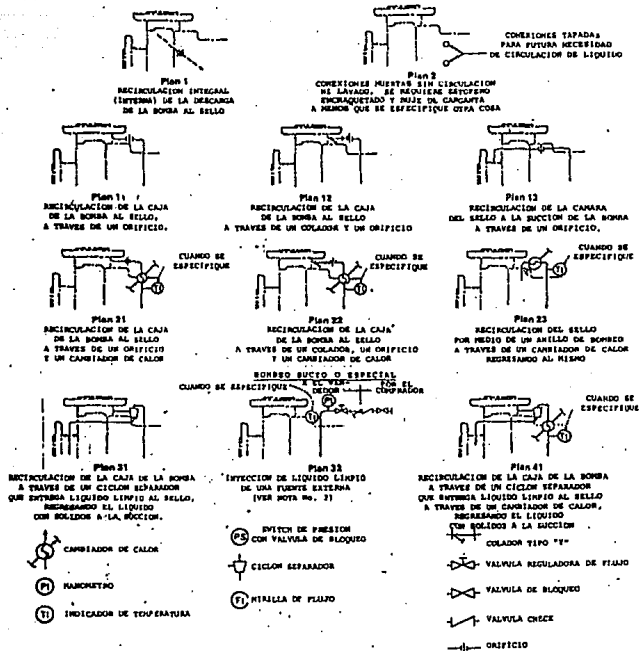 Plan 1
RECIRCULACION INTEGRAL
(INTERNA) DE LA DESCARGA
DE LA BOMBA AL SELLO
CONEXIONES TAPADAS
PARA FUTURA NECESIDAD
DE CIRCULACION DE LIQUIDO
Plan 2
CONEXIONES MUERTAS SIN CIRCULACION
NI LAVADO. SE REQUIERE ESTOPERO
ENCHAQUETADO Y BUJE DE GARGANTA
A MENOS QUE SE ESPECIFIQUE OTRA COSA
Plan 11
RECIRCULACION DE LA CAJA
DE LA BOMBA AL SELLO,
A TRAVES DE UN ORIFICIO.
Plan 12
RECIRCULACION DE LA CAJA
DE LA BOMBA AL SELLO
A TRAVES DE UN COLADOR Y UN ORIFICIO
Plan 13
RECIRCULACION DE LA CAMARA
DEL SELLO A LA SUCCION DE LA BOMBA
A TRAVES DE UN ORIFICIO.
CUANDO SE
ESPECIFIQUE
TI
Plan 21
RECIRCULACION DE LA CAJA
DE LA BOMBA AL SELLO
A TRAVES DE UN ORIFICIO
Y UN CAMBIADOR DE CALOR
CUANDO SE
ESPECIFIQUE
TI
Plan 22
RECIRCULACION DE LA CAJA
DE LA BOMBA AL SELLO
A TRAVES DE UN COLADOR, UN ORIFICIO
Y UN CAMBIADOR DE CALOR
CUANDO SE
ESPECIFIQUE
TI
Plan 23
RECIRCULACION DEL SELLO
POR MEDIO DE UN ANILLO DE BOMBEO
A TRAVES DE UN CAMBIADOR DE CALOR
REGRESANDO AL MISMO
Plan 31
RECIRCULACION DE LA CAJA DE LA BOMBA
A TRAVES DE UN CICLON SEPARADOR
QUE ENTREGA LIQUIDO LIMPIO AL SELLO,
REGRESANDO EL LIQUIDO
CON SOLIDOS A LA SUCCION.
BOMBEO SUCIO O ESPECIAL
CUANDO SE ESPECIFIQUE
DEDOR
POR EL
COMPRADOR
PI
TI
Plan 32
INYECCION DE LIQUIDO LIMPIO
DE UNA FUENTE EXTERNA
(VER NOTA No. 2)
CUANDO SE
ESPECIFIQUE
TI
Plan 41
RECIRCULACION DE LA CAJA DE LA BOMBA
A TRAVES DE UN CICLON SEPARADOR
QUE ENTREGA LIQUIDO LIMPIO AL SELLO
A TRAVES DE UN CAMBIADOR DE CALOR,
REGRESANDO EL LIQUIDO
CON SOLIDOS A LA SUCCION
CAMBIADOR DE CALOR
PI MANOMETRO
TI INDICADOR DE TEMPERATURA
PS SWITCH DE PRESION
CON VALVULA DE BLOQUEO
CICLON SEPARADOR
FI MIRILLA DE FLUJO
COLADOR TIPO "Y"
VALVULA REGULADORA DE FLUJO
VALVULA DE BLOQUEO
VALVULA CHECK
ORIFICIO